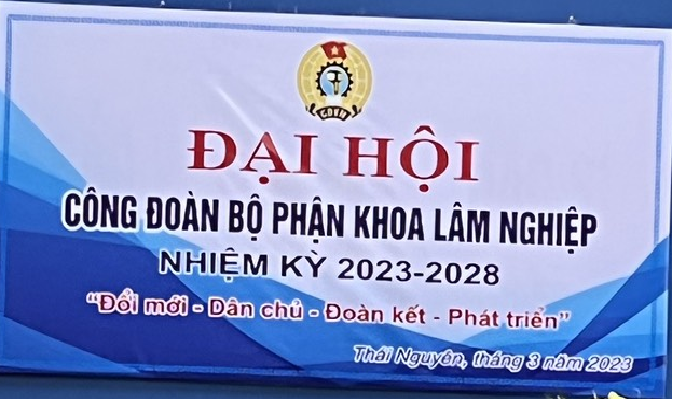 CĐVN
ĐẠI HỘI
CÔNG ĐOÀN BỘ PHẬN KHOA LÂM NGHIỆP
NHIỆM KỲ 2023-2028
"Đổi mới - Dân chủ - Đoàn kết - Phát triển"
Thái Nguyên, tháng 3 năm 2023